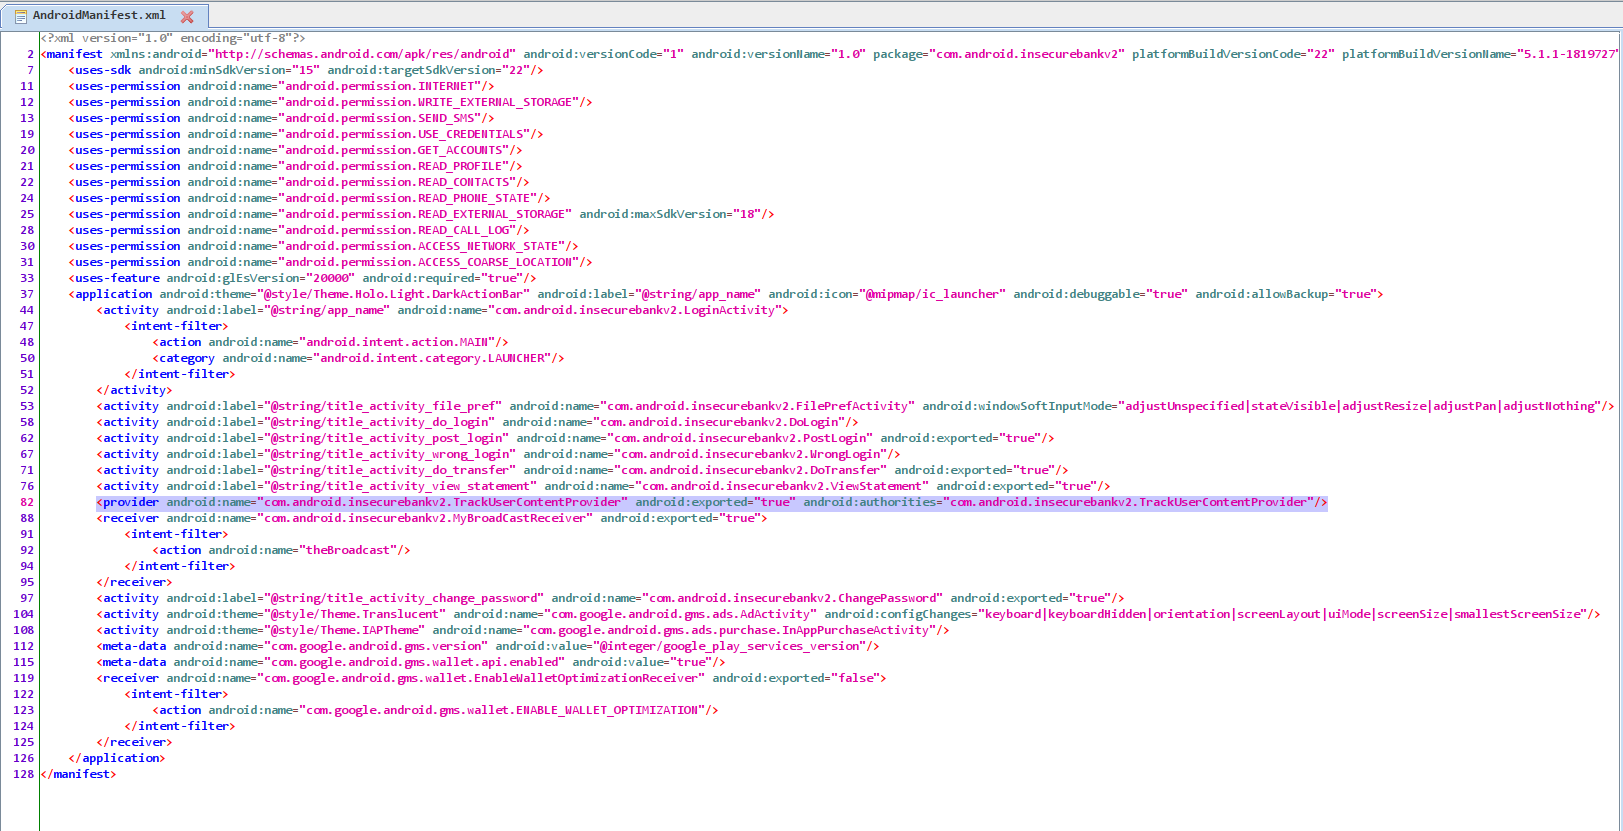 AndroidManifest.xml
<?xml version="1.0" encoding="utf-8"?>
2 <manifest xmlns:android="http://schemas.android.com/apk/res/android" android:versionCode="1" android:versionName="1.0" package="com.android.insecurebankv2" platformBuildVersionCode="22" platformBuildVersionName="5.1.1-1819727"
7 <uses-sdk android:minSdkVersion="15" android:targetSdkVersion="22"/>
11 <uses-permission android:name="android.permission.INTERNET"/>
12 <uses-permission android:name="android.permission.WRITE_EXTERNAL_STORAGE"/>
13 <uses-permission android:name="android.permission.SEND_SMS"/>
19 <uses-permission android:name="android.permission.USE_CREDENTIALS"/>
20 <uses-permission android:name="android.permission.GET_ACCOUNTS"/>
21 <uses-permission android:name="android.permission.READ_PROFILE"/>
22 <uses-permission android:name="android.permission.READ_CONTACTS"/>
24 <uses-permission android:name="android.permission.READ_PHONE_STATE"/>
25 <uses-permission android:name="android.permission.READ_EXTERNAL_STORAGE" android:maxSdkVersion="18"/>
28 <uses-permission android:name="android.permission.READ_CALL_LOG"/>
30 <uses-permission android:name="android.permission.ACCESS_NETWORK_STATE"/>
31 <uses-permission android:name="android.permission.ACCESS_COARSE_LOCATION"/>
33 <uses-feature android:glEsVersion="20000" android:required="true"/>
37 <application android:theme="@style/Theme.Holo.Light.DarkActionBar" android:label="@string/app_name" android:icon="@mipmap/ic_launcher" android:debuggable="true" android:allowBackup="true">
44 <activity android:label="@string/app_name" android:name="com.android.insecurebankv2.LoginActivity">
47 <intent-filter>
48 <action android:name="android.intent.action.MAIN"/>
50 <category android:name="android.intent.category.LAUNCHER"/>
51 </intent-filter>
52 </activity>
53 <activity android:label="@string/title_activity_file_pref" android:name="com.android.insecurebankv2.FilePrefActivity" android:windowSoftInputMode="adjustUnspecified|stateVisible|adjustResize|adjustPan|adjustNothing"/>
58 <activity android:label="@string/title_activity_do_login" android:name="com.android.insecurebankv2.DoLogin"/>
62 <activity android:label="@string/title_activity_post_login" android:name="com.android.insecurebankv2.PostLogin" android:exported="true"/>
67 <activity android:label="@string/title_activity_wrong_login" android:name="com.android.insecurebankv2.WrongLogin"/>
71 <activity android:label="@string/title_activity_do_transfer" android:name="com.android.insecurebankv2.DoTransfer" android:exported="true"/>
76 <activity android:label="@string/title_activity_view_statement" android:name="com.android.insecurebankv2.ViewStatement" android:exported="true"/>
82 <provider android:name="com.android.insecurebankv2.TrackUserContentProvider" android:exported="true" android:authorities="com.android.insecurebankv2.TrackUserContentProvider"/>
88 <receiver android:name="com.android.insecurebankv2.MyBroadCastReceiver" android:exported="true">
91 <intent-filter>
92 <action android:name="theBroadcast"/>
94 </intent-filter>
95 </receiver>
97 <activity android:label="@string/title_activity_change_password" android:name="com.android.insecurebankv2.ChangePassword" android:exported="true"/>
104 <activity android:theme="@style/Theme.Translucent" android:name="com.google.android.gms.ads.AdActivity" android:configChanges="keyboard|keyboardHidden|orientation|screenLayout|uiMode|screenSize|smallestScreenSize"/>
108 <activity android:theme="@style/Theme.IAPTheme" android:name="com.google.android.gms.ads.purchase.InAppPurchaseActivity"/>
112 <meta-data android:name="com.google.android.gms.version" android:value="@integer/google_play_services_version"/>
115 <meta-data android:name="com.google.android.gms.wallet.api.enabled" android:value="true"/>
119 <receiver android:name="com.google.android.gms.wallet.EnableWalletOptimizationReceiver" android:exported="false">
122 <intent-filter>
123 <action android:name="com.google.android.gms.wallet.ENABLE_WALLET_OPTIMIZATION"/>
124 </intent-filter>
125 </receiver>
126 </application>
128 </manifest>